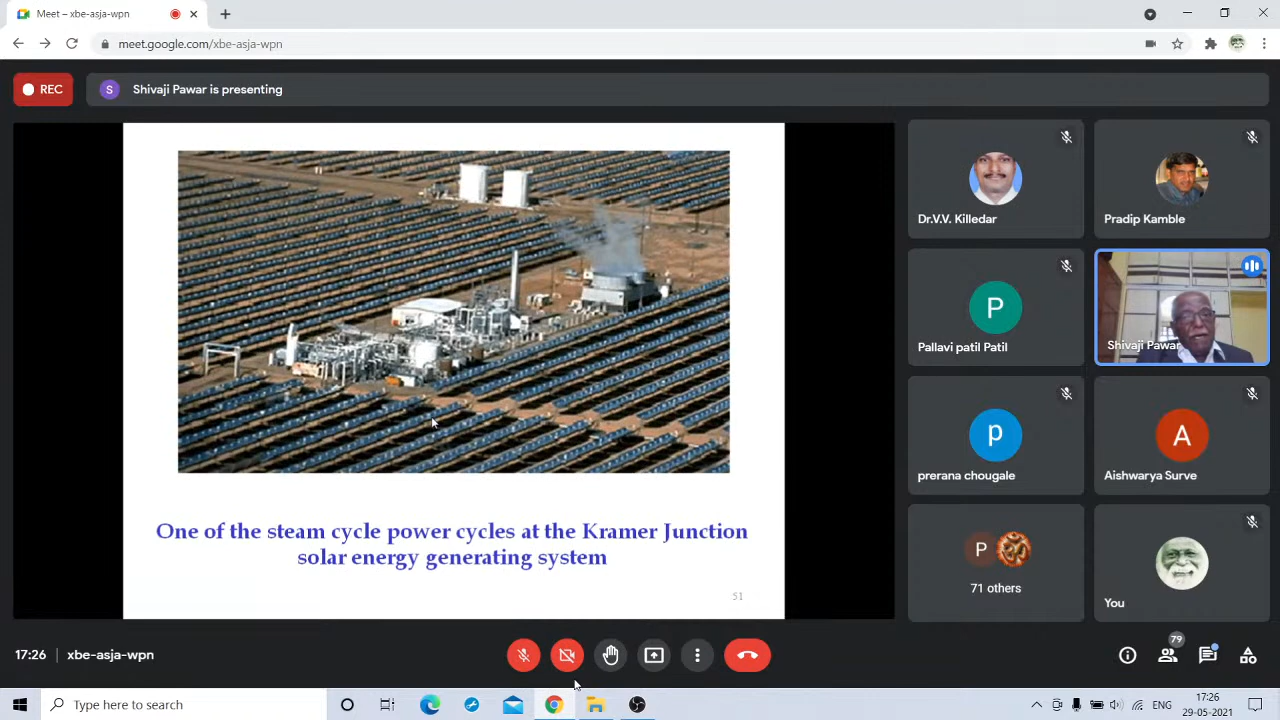 Meet – xbe-asja-wpn
meet.google.com/xbe-asja-wpn
REC
S
Shivaji Pawar is presenting
Dr.V.V. Killedar
Pradip Kamble
P
Pallavi patil Patil
Shivaji Pawar
p
prerana chougale
A
Aishwarya Surve
P
71 others
You
One of the steam cycle power cycles at the Kramer Junction
solar energy generating system
51
17:26
xbe-asja-wpn
79
Type here to search
ENG
17:26
29-05-2021